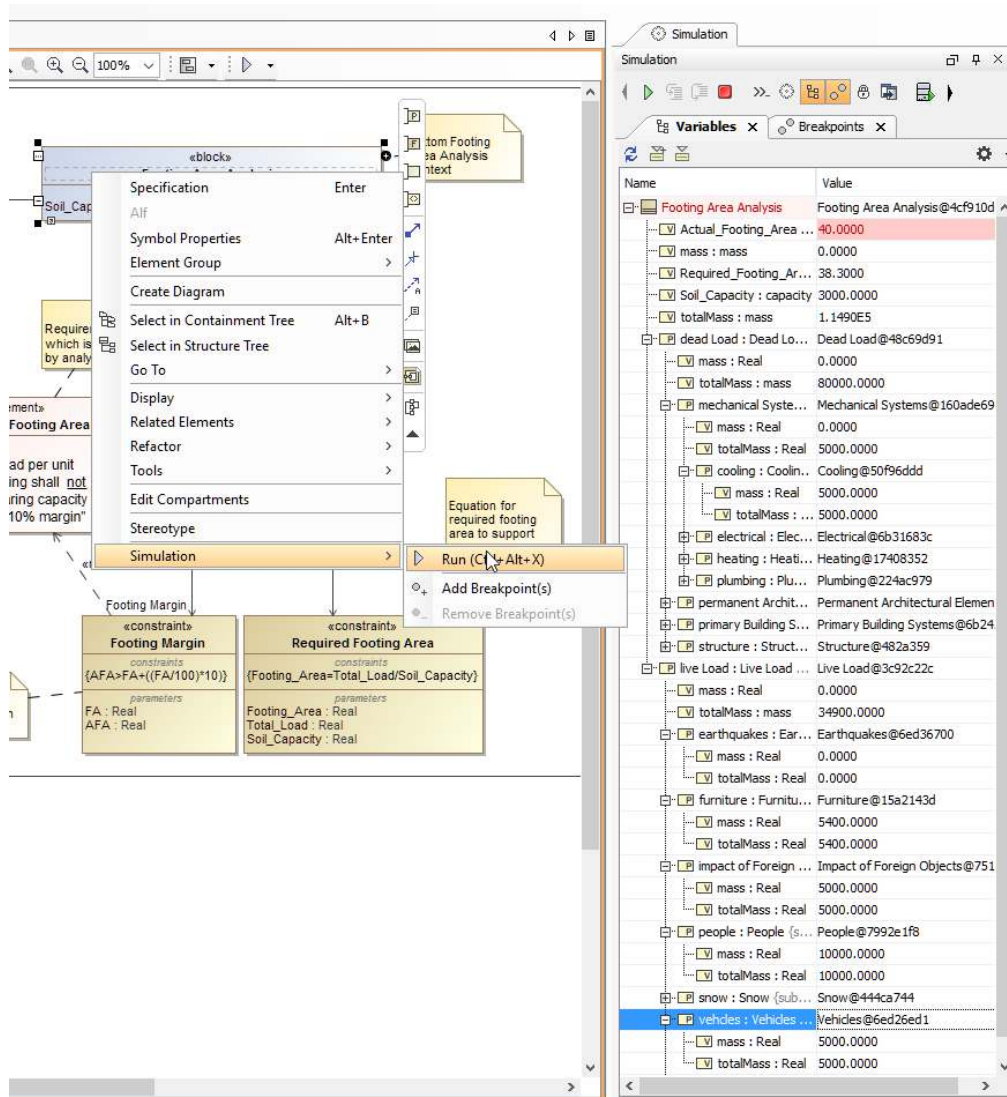 100%
«block»
Soil_Cap
tom Footing
ea Analysis
ntext
Specification Enter
Alf
Symbol Properties Alt+Enter
Element Group
Create Diagram
Select in Containment Tree Alt+B
Select in Structure Tree
Go To
Display
Related Elements
Refactor
Tools
Edit Compartments
Stereotype
Simulation
Run (Ctrl+Alt+X)
Add Breakpoint(s)
Remove Breakpoint(s)
Require
which is
by analy
ement»
Footing Area
ad per unit
ing shall not
aring capacity
10% margin"
Equation for
required footing
area to support
Footing Margin
«constraint»
Footing Margin
constraints
{AFA>FA+((FA/100)*10)}
parameters
FA : Real
AFA : Real
«constraint»
Required Footing Area
constraints
{Footing_Area=Total_Load/Soil_Capacity}
parameters
Footing_Area : Real
Total_Load : Real
Soil_Capacity : Real
n
Simulation
Simulation
Variables Breakpoints
Name Value
Footing Area Analysis Footing Area Analysis@4cf910d
Actual_Footing_Area ... 40.0000
mass : mass 0.0000
Required_Footing_Ar... 38.3000
Soil_Capacity : capacity 3000.0000
totalMass : mass 1.1490E5
dead Load : Dead Lo... Dead Load@48c69d91
mass : Real 0.0000
totalMass : mass 80000.0000
mechanical Syste... Mechanical Systems@160ade69
mass : Real 0.0000
totalMass : Real 5000.0000
cooling : Coolin.. Cooling@50f96ddd
mass : Real 5000.0000
totalMass : ... 5000.0000
electrical : Elec... Electrical@6b31683c
heating : Heati... Heating@17408352
plumbing : Plu... Plumbing@224ac979
permanent Archit... Permanent Architectural Elemen
primary Building S... Primary Building Systems@6b24
structure : Struct... Structure@482a359
live Load : Live Load ... Live Load@3c92c22c
mass : Real 0.0000
totalMass : mass 34900.0000
earthquakes : Ear... Earthquakes@6ed36700
mass : Real 0.0000
totalMass : Real 0.0000
furniture : Furnitu... Furniture@15a2143d
mass : Real 5400.0000
totalMass : Real 5400.0000
impact of Foreign ... Impact of Foreign Objects@751
mass : Real 5000.0000
totalMass : Real 5000.0000
people : People {s... People@7992e1f8
mass : Real 10000.0000
totalMass : Real 10000.0000
snow : Snow {sub... Snow@444ca744
vehcles : Vehicles ... Vehicles@6ed26ed1
mass : Real 5000.0000
totalMass : Real 5000.0000